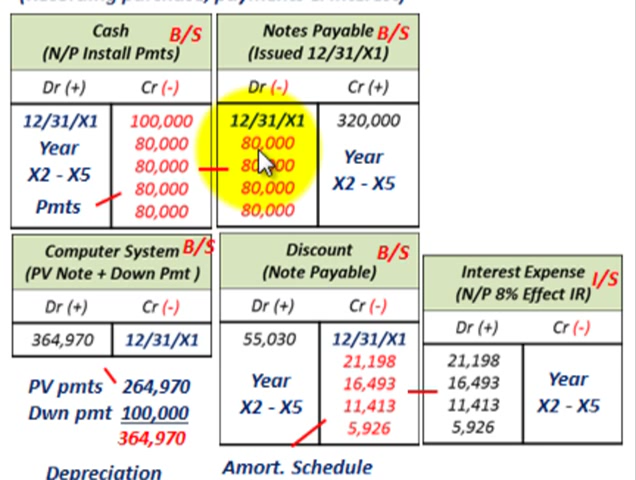 Cash B/S
(N/P Install Pmts)
Dr (+) Cr (-)
12/31/X1 100,000
Year 80,000
X2 - X5 80,000
80,000
Pmts 80,000
Notes Payable B/S
(Issued 12/31/X1)
Dr (-) Cr (+)
12/31/X1 320,000
80,000
Year
80,000
X2 - X5
80,000
80,000
Computer System B/S
(PV Note + Down Pmt )
Dr (+) Cr (-)
364,970 12/31/X1
PV pmts 264,970
Dwn pmt 100,000
364,970
Depreciation
Discount B/S
(Note Payable)
Dr (+) Cr (-)
55,030 12/31/X1
21,198
Year 16,493
X2 - X5 11,413
5,926
Amort. Schedule
Interest Expense I/S
(N/P 8% Effect IR)
Dr (+) Cr (-)
21,198
16,493 Year
11,413 X2 - X5
5,926